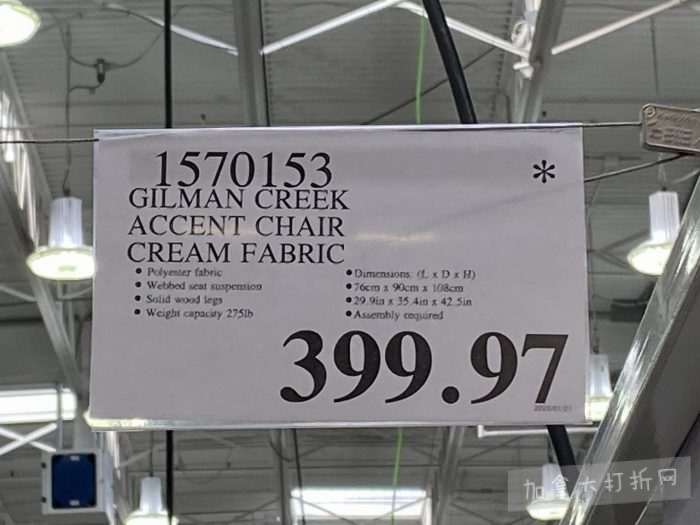 1570153
*
GILMAN CREEK
ACCENT CHAIR
CREAM FABRIC
• Polyester fabric
• Webbed seat suspension
• Solid wood legs
• Weight capacity 275lb
• Dimensions: (L x D x H)
• 76cm x 90cm x 108cm
• 29.9in x 35.4in x 42.5in
• Assembly required
399.97
加拿大打折网